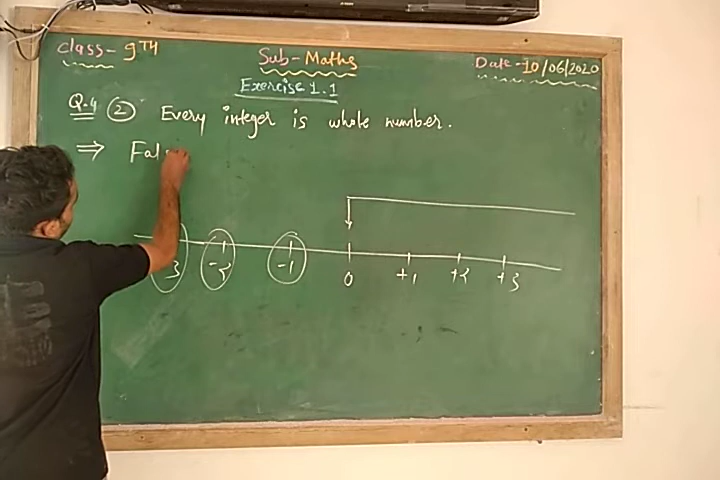 Class- 9TH Sub- Maths Date-10/06/2020
Exercise 1.1
Q.4 (2) Every integer is whole number.
⇒ Fal
-3 -2 -1 0 +1 +2 +3